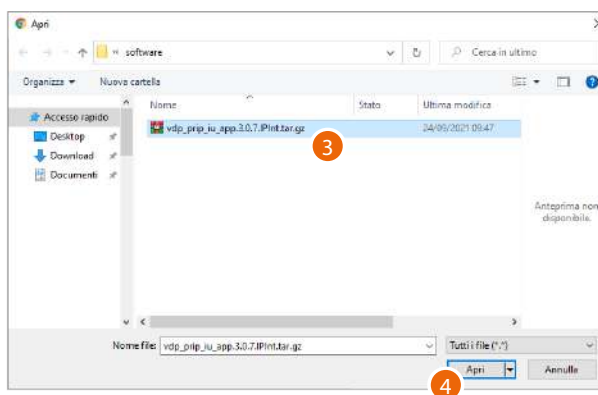 Apri
« software
Cerca in ultimo
Organizza
Nuova cartella
Nome
Stato
Ultima modifica
Accesso rapido
vdp_prip_iu_app.3.0.7.IPInt.tar.gz
24/09/2021 09:47
3
Desktop
Download
Documenti
Anteprima non
disponibile.
Nome file: vdp_prip_iu_app.3.0.7.IPInt.tar.gz
Tutti i file (*.*)
Apri
Annulla
4